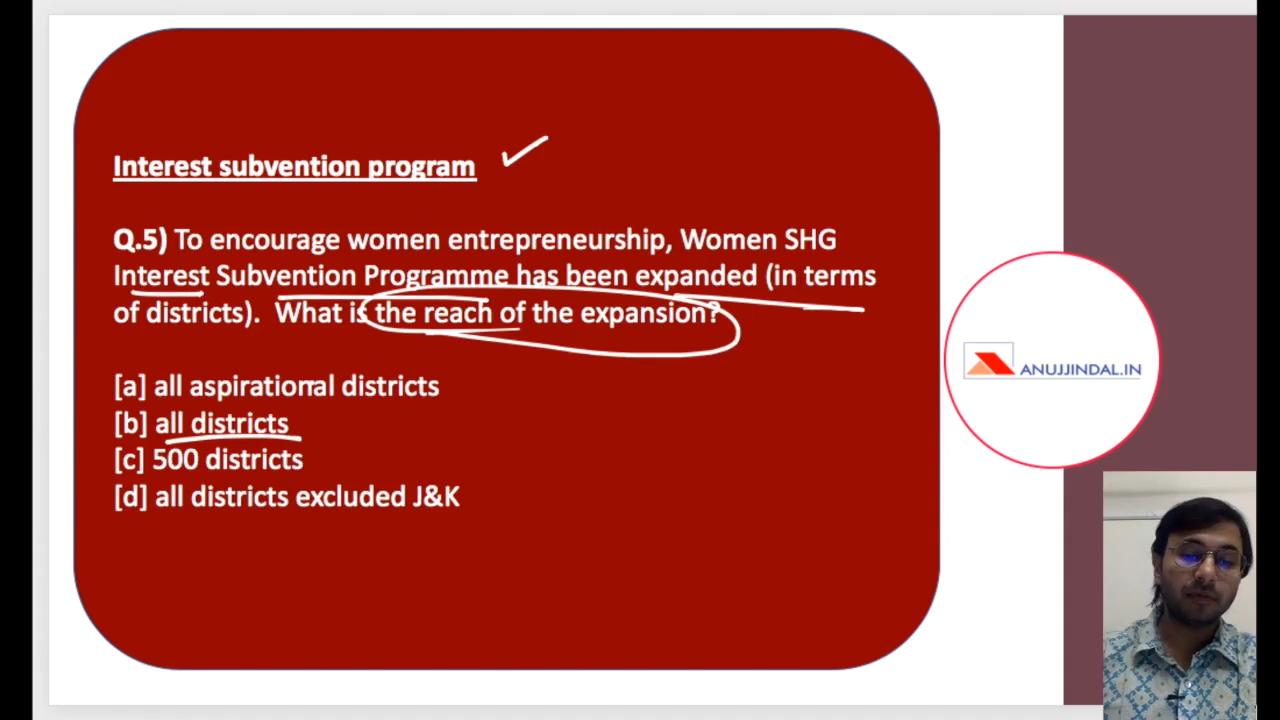 Interest subvention program
Q.5) To encourage women entrepreneurship, Women SHG
Interest Subvention Programme has been expanded (in terms
of districts).  What is the reach of the expansion?
[a] all aspirational districts
[b] all districts
[c] 500 districts
[d] all districts excluded J&K
ANUJJINDAL.IN